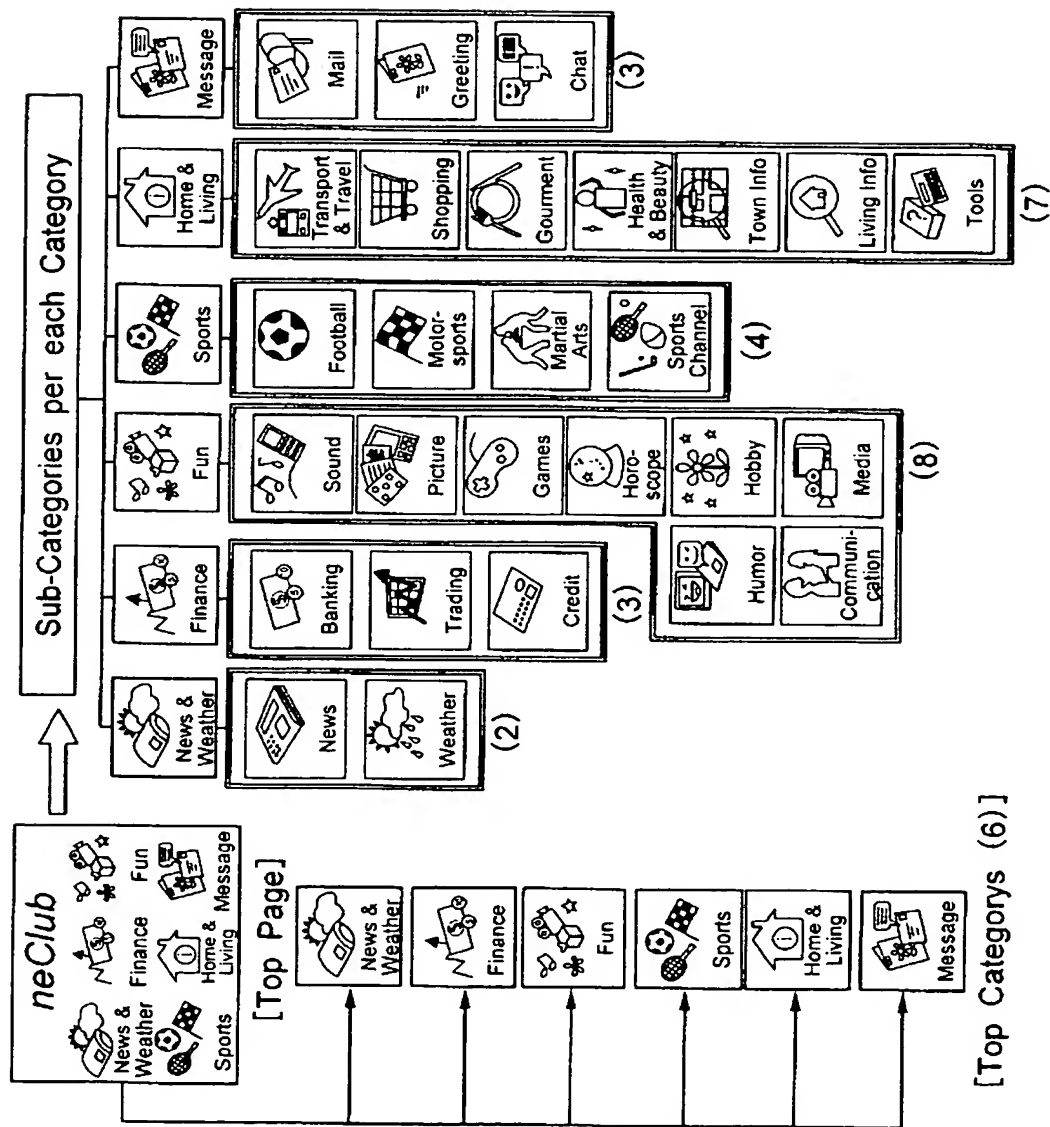 neClub
News &
Weather
Finance
Fun
Sports
Home &
Living
Message
[Top Page]
News &
Weather
Finance
Fun
Sports
Home &
Living
Message
[Top Categorys (6)]
Sub-Categories per each Category
News &
Weather
News
Weather
(2)
Finance
Banking
Trading
Credit
(3)
Fun
Sound
Picture
Games
Horo-
scope
Hobby
Media
Humor
Communi-
cation
(8)
Sports
Football
Motor-
sports
Martial
Arts
Sports
Channel
(4)
Home &
Living
Transport
& Travel
Shopping
Gourment
Health
& Beauty
Town Info
Living Info
Tools
(7)
Message
Mail
Greeting
Chat
(3)